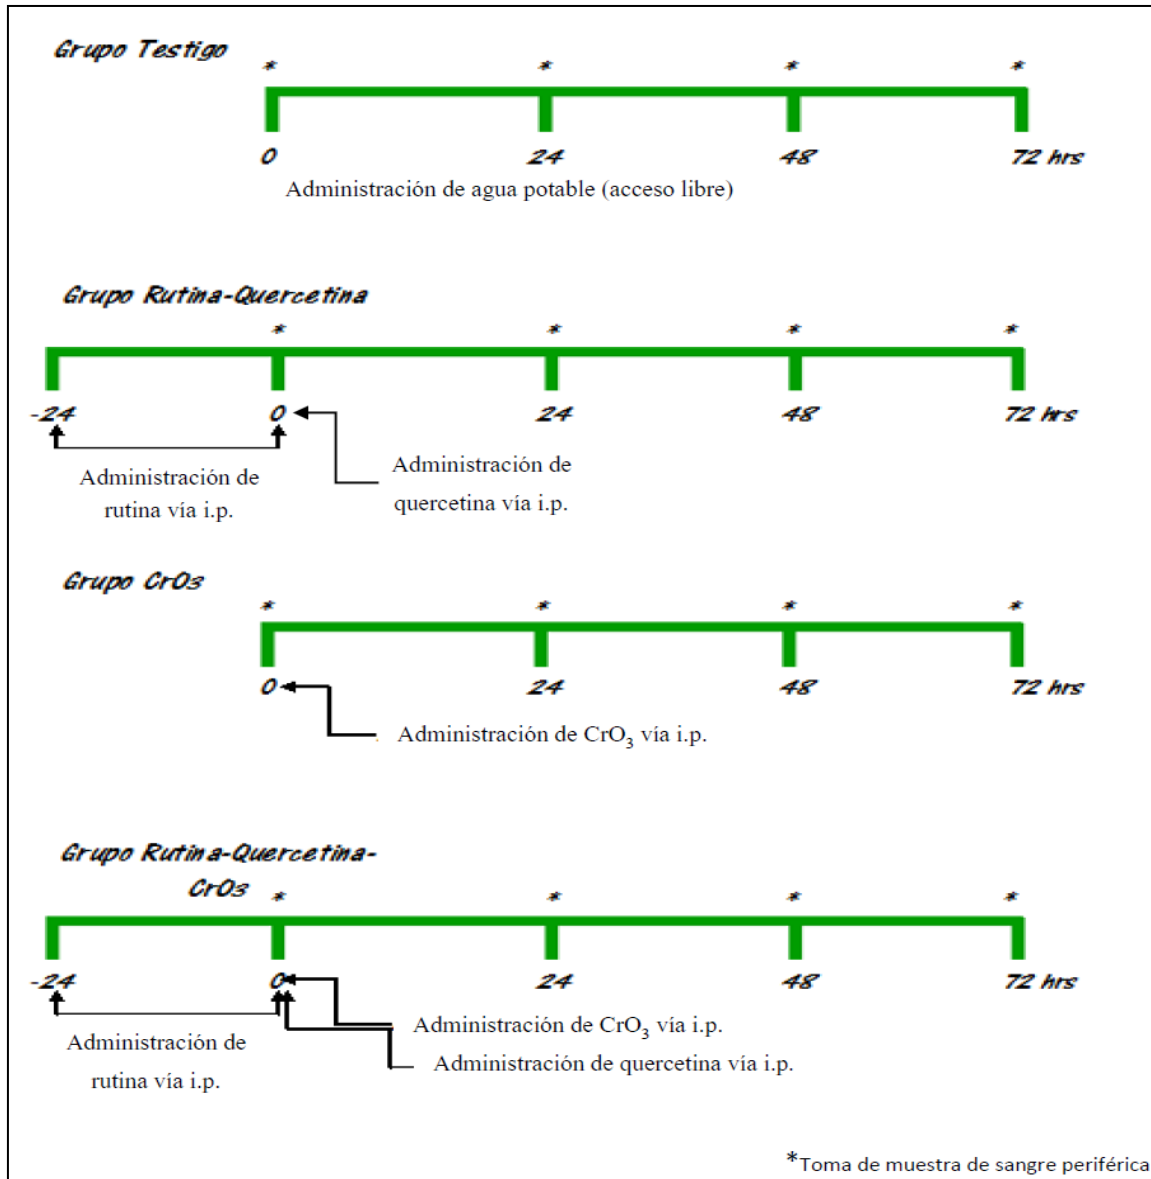 Grupo Testigo
* * * *
0 24 48 72 hrs
Administración de agua potable (acceso libre)
Grupo Rutina-Quercetina
* * * *
-24 0 24 48 72 hrs
Administración de
rutina vía i.p.
Administración de
quercetina vía i.p.
Grupo CrO3
* * * *
0 24 48 72 hrs
Administración de CrO3 vía i.p.
Grupo Rutina-Quercetina-
CrO3
* * * *
-24 0 24 48 72 hrs
Administración de
rutina vía i.p.
Administración de CrO3 vía i.p.
Administración de quercetina vía i.p.
*Toma de muestra de sangre periférica